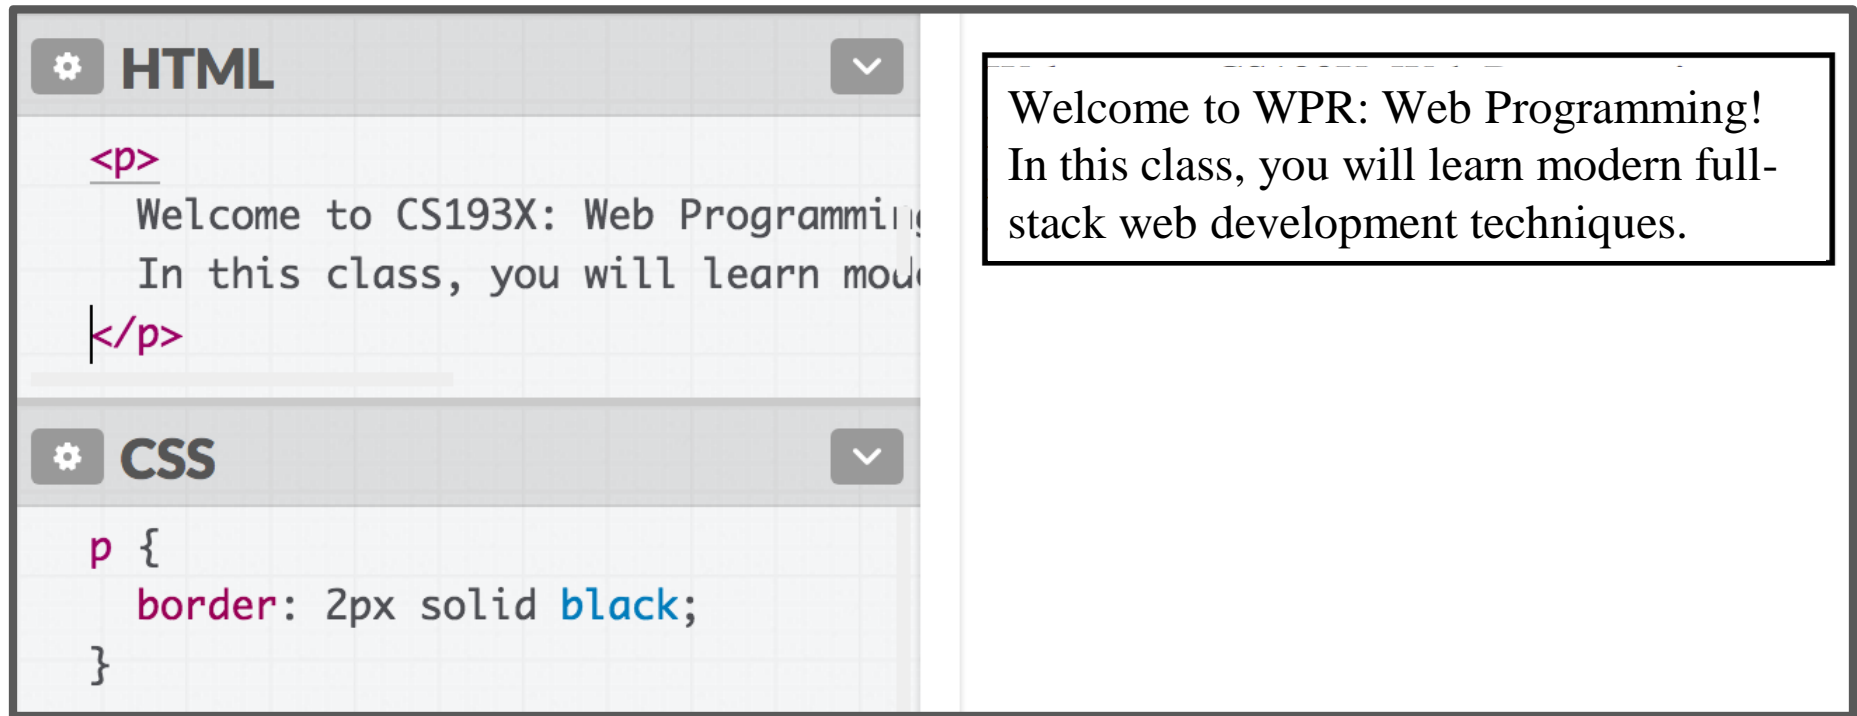 HTML
<p>
Welcome to CS193X: Web Programmin
In this class, you will learn mod
</p>
CSS
p {
border: 2px solid black;
}
Welcome to WPR: Web Programming!
In this class, you will learn modern full-
stack web development techniques.